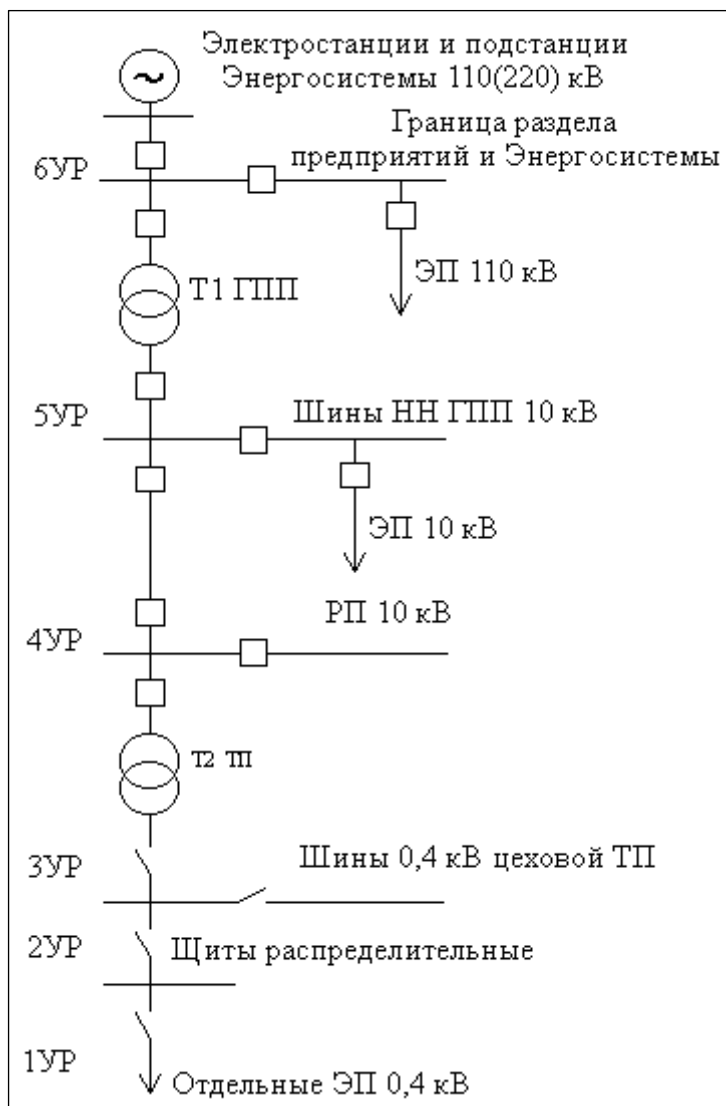 Электростанции и подстанции
Энергосистемы 110(220) кВ
Граница раздела
предприятий и Энергосистемы
6УР
ЭП 110 кВ
Т1 ГПП
5УР
Шины НН ГПП 10 кВ
ЭП 10 кВ
РП 10 кВ
4УР
Т2 ТП
Шины 0,4 кВ цеховой ТП
3УР
2УР
Щиты распределительные
1УР
Отдельные ЭП 0,4 кВ